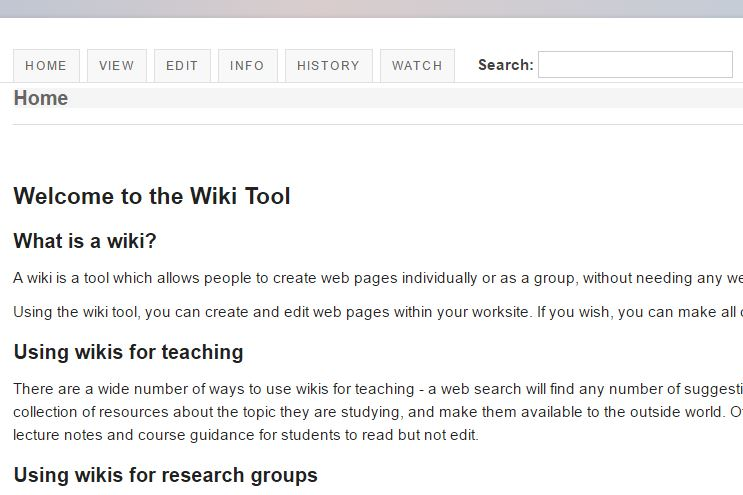 HOME VIEW EDIT INFO HISTORY WATCH Search:
Home
Welcome to the Wiki Tool
What is a wiki?
A wiki is a tool which allows people to create web pages individually or as a group, without needing any we
Using the wiki tool, you can create and edit web pages within your worksite. If you wish, you can make all
Using wikis for teaching
There are a wide number of ways to use wikis for teaching - a web search will find any number of suggesti
collection of resources about the topic they are studying, and make them available to the outside world. O
lecture notes and course guidance for students to read but not edit.
Using wikis for research groups